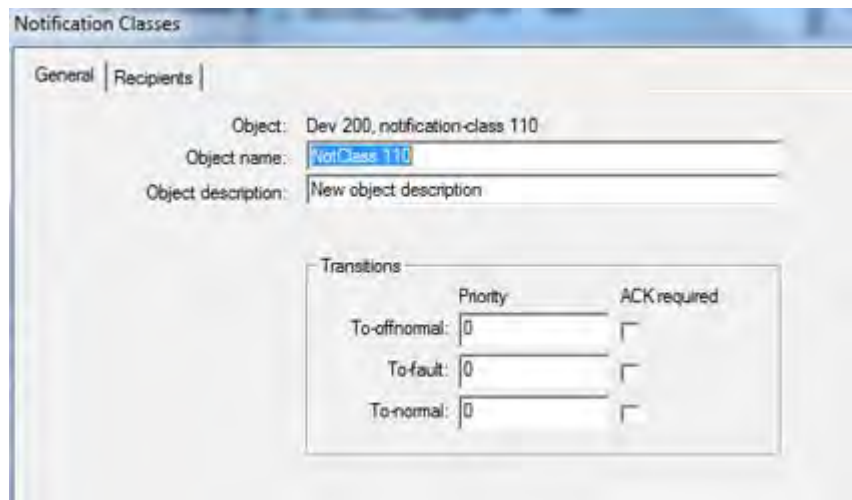 Notification Classes
General Recipients
Object: Dev 200, notification-class 110
Object name: NotClass 110
Object description: New object description
Transitions
Priority ACK required
To-offnormal: 0
To-fault: 0
To-normal: 0